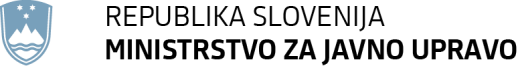 REPUBLIKA SLOVENIJA
MINISTRSTVO ZA JAVNO UPRAVO